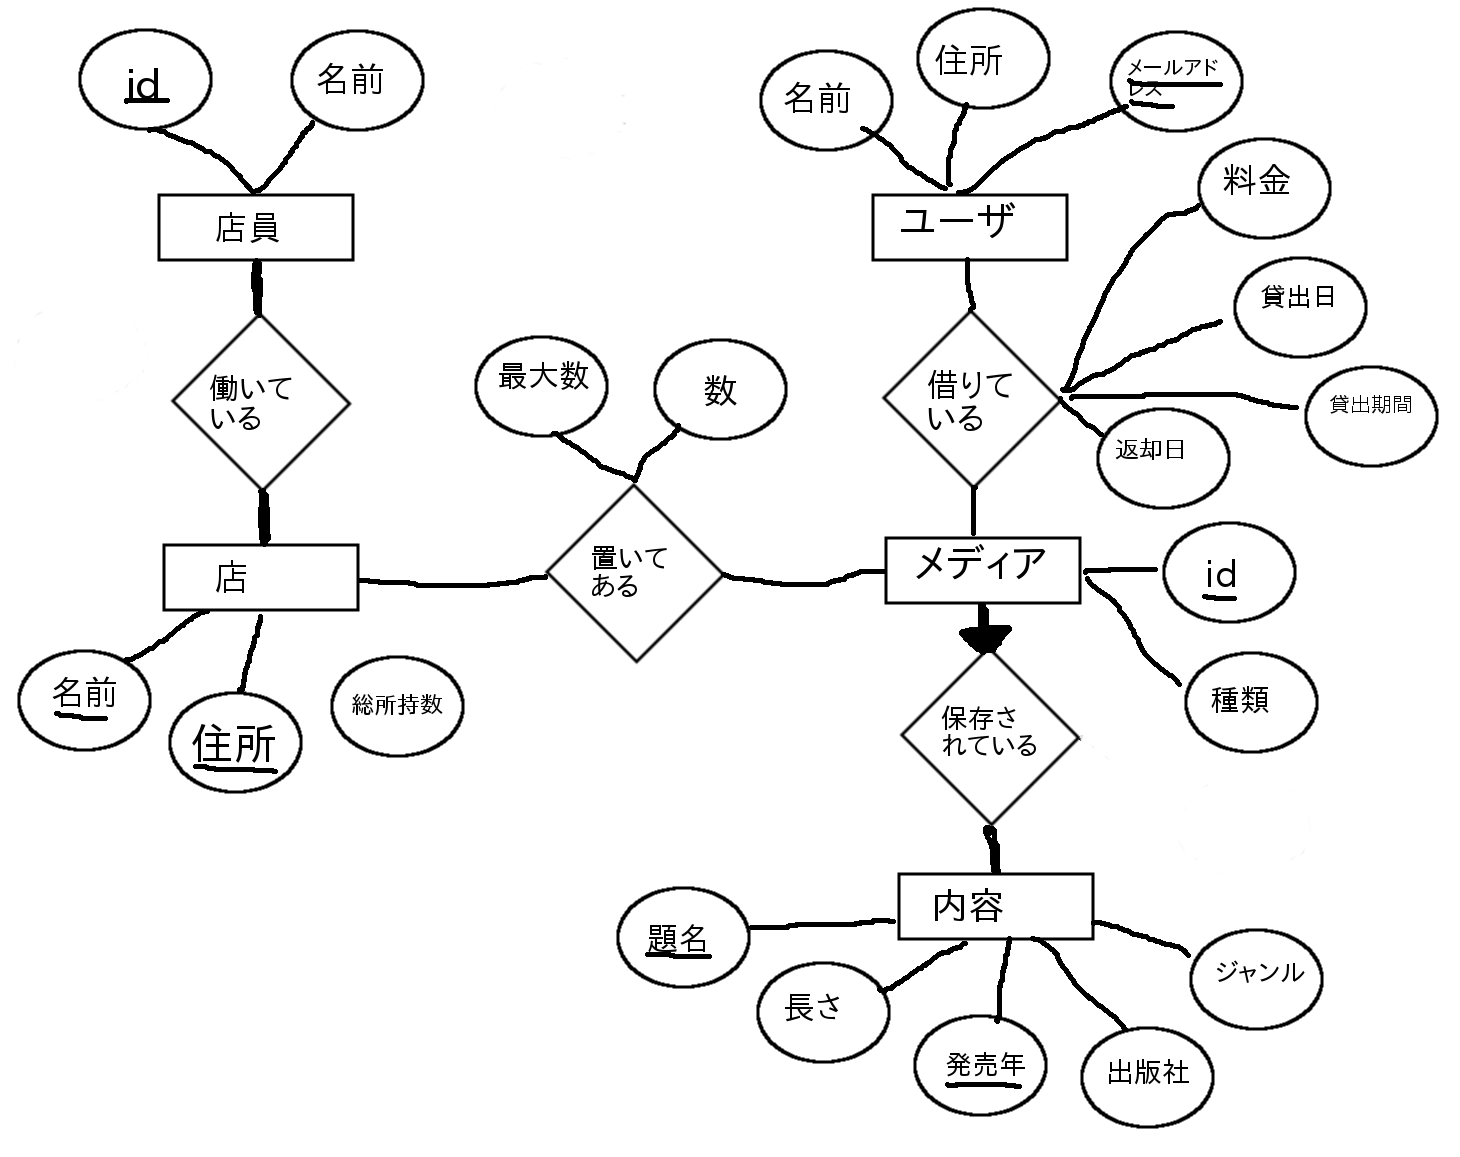 id
名前
店員
働いて
いる
店
名前
住所
総所持数
最大数
数
置いて
ある
名前
住所
メールアド
レス
ユーザ
料金
貸出日
貸出期間
返却日
借りて
いる
メディア
id
種類
保存さ
れている
内容
題名
長さ
発売年
出版社
ジャンル